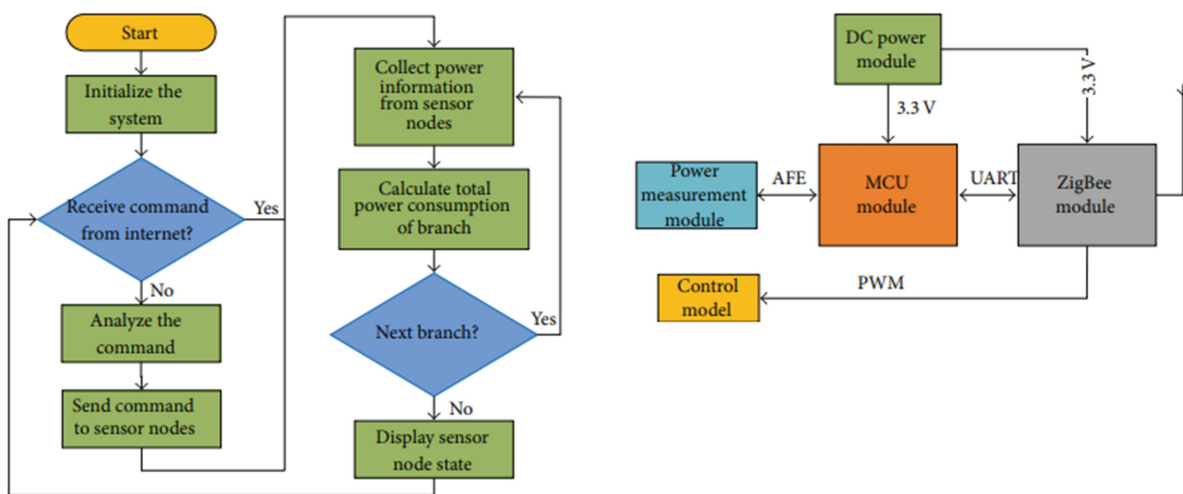 Start
Initialize the
system
Receive command
from internet?
Yes
No
Analyze the
command
Send command
to sensor nodes
Collect power
information
from sensor
nodes
Calculate total
power consumption
of branch
Next branch?
Yes
No
Display sensor
node state
DC power
module
3.3 V
3.3 V
Power
measurement
module
AFE
MCU
module
UART
ZigBee
module
PWM
Control
model